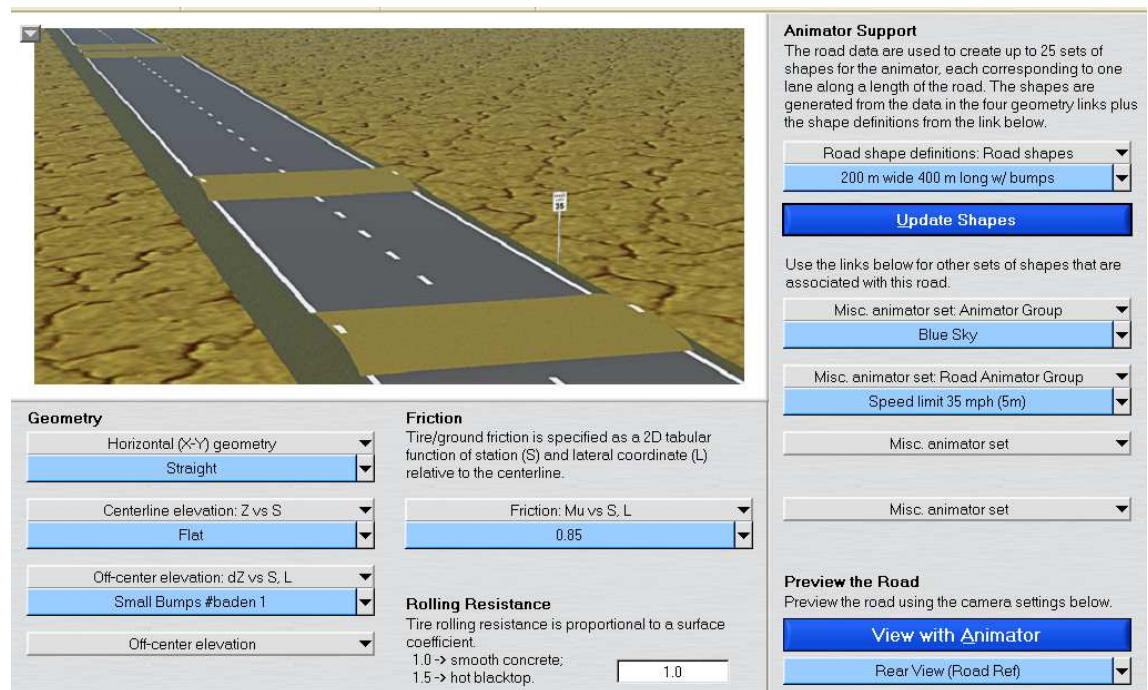 35
Geometry
Horizontal (X-Y) geometry
Straight
Centerline elevation: Z vs S
Flat
Off-center elevation: dZ vs S, L
Small Bumps #baden 1
Off-center elevation
Friction
Tire/ground friction is specified as a 2D tabular
function of station (S) and lateral coordinate (L)
relative to the centerline.
Friction: Mu vs S, L
0.85
Rolling Resistance
Tire rolling resistance is proportional to a surface
coefficient.
1.0 -> smooth concrete;
1.5 -> hot blacktop.
1.0
Animator Support
The road data are used to create up to 25 sets of
shapes for the animator, each corresponding to one
lane along a length of the road. The shapes are
generated from the data in the four geometry links plus
the shape definitions from the link below.
Road shape definitions: Road shapes
200 m wide 400 m long w/ bumps
Update Shapes
Use the links below for other sets of shapes that are
associated with this road.
Misc. animator set: Animator Group
Blue Sky
Misc. animator set: Road Animator Group
Speed limit 35 mph (5m)
Misc. animator set
Misc. animator set
Preview the Road
Preview the road using the camera settings below.
View with Animator
Rear View (Road Ref)